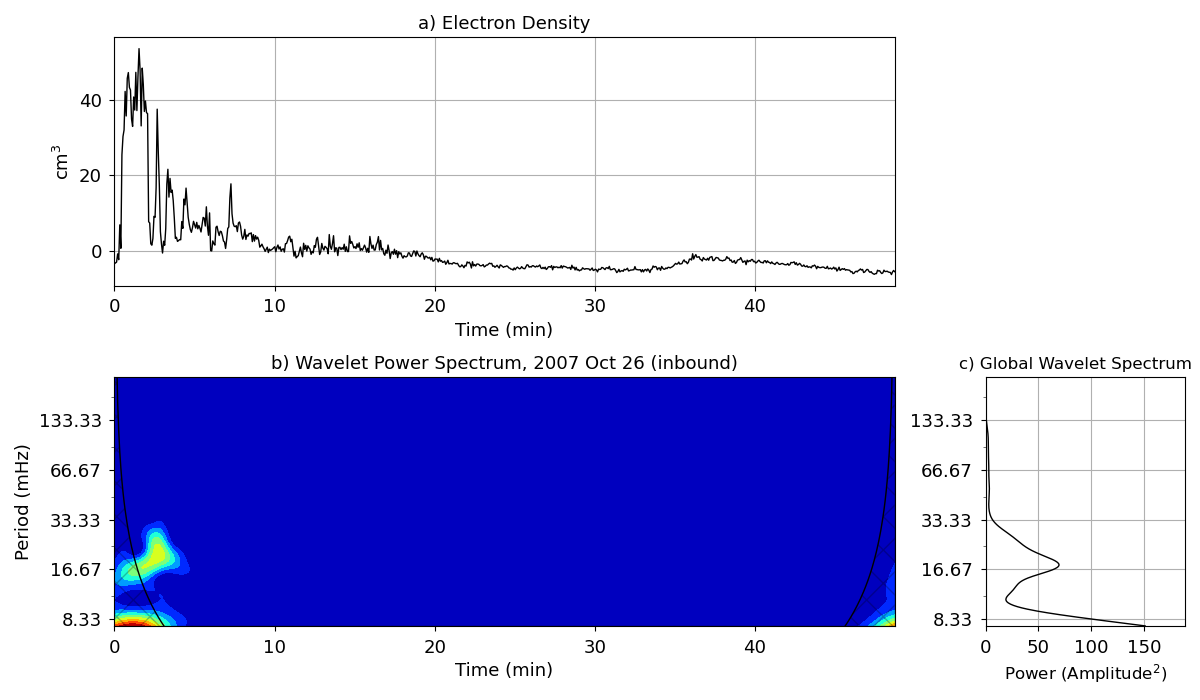 a) Electron Density
cm³
40
20
0
0 10 20 30 40
Time (min)
b) Wavelet Power Spectrum, 2007 Oct 26 (inbound)
Period (mHz)
133.33
66.67
33.33
16.67
8.33
0 10 20 30 40
Time (min)
c) Global Wavelet Spectrum
133.33
66.67
33.33
16.67
8.33
0 50 100 150
Power (Amplitude²)